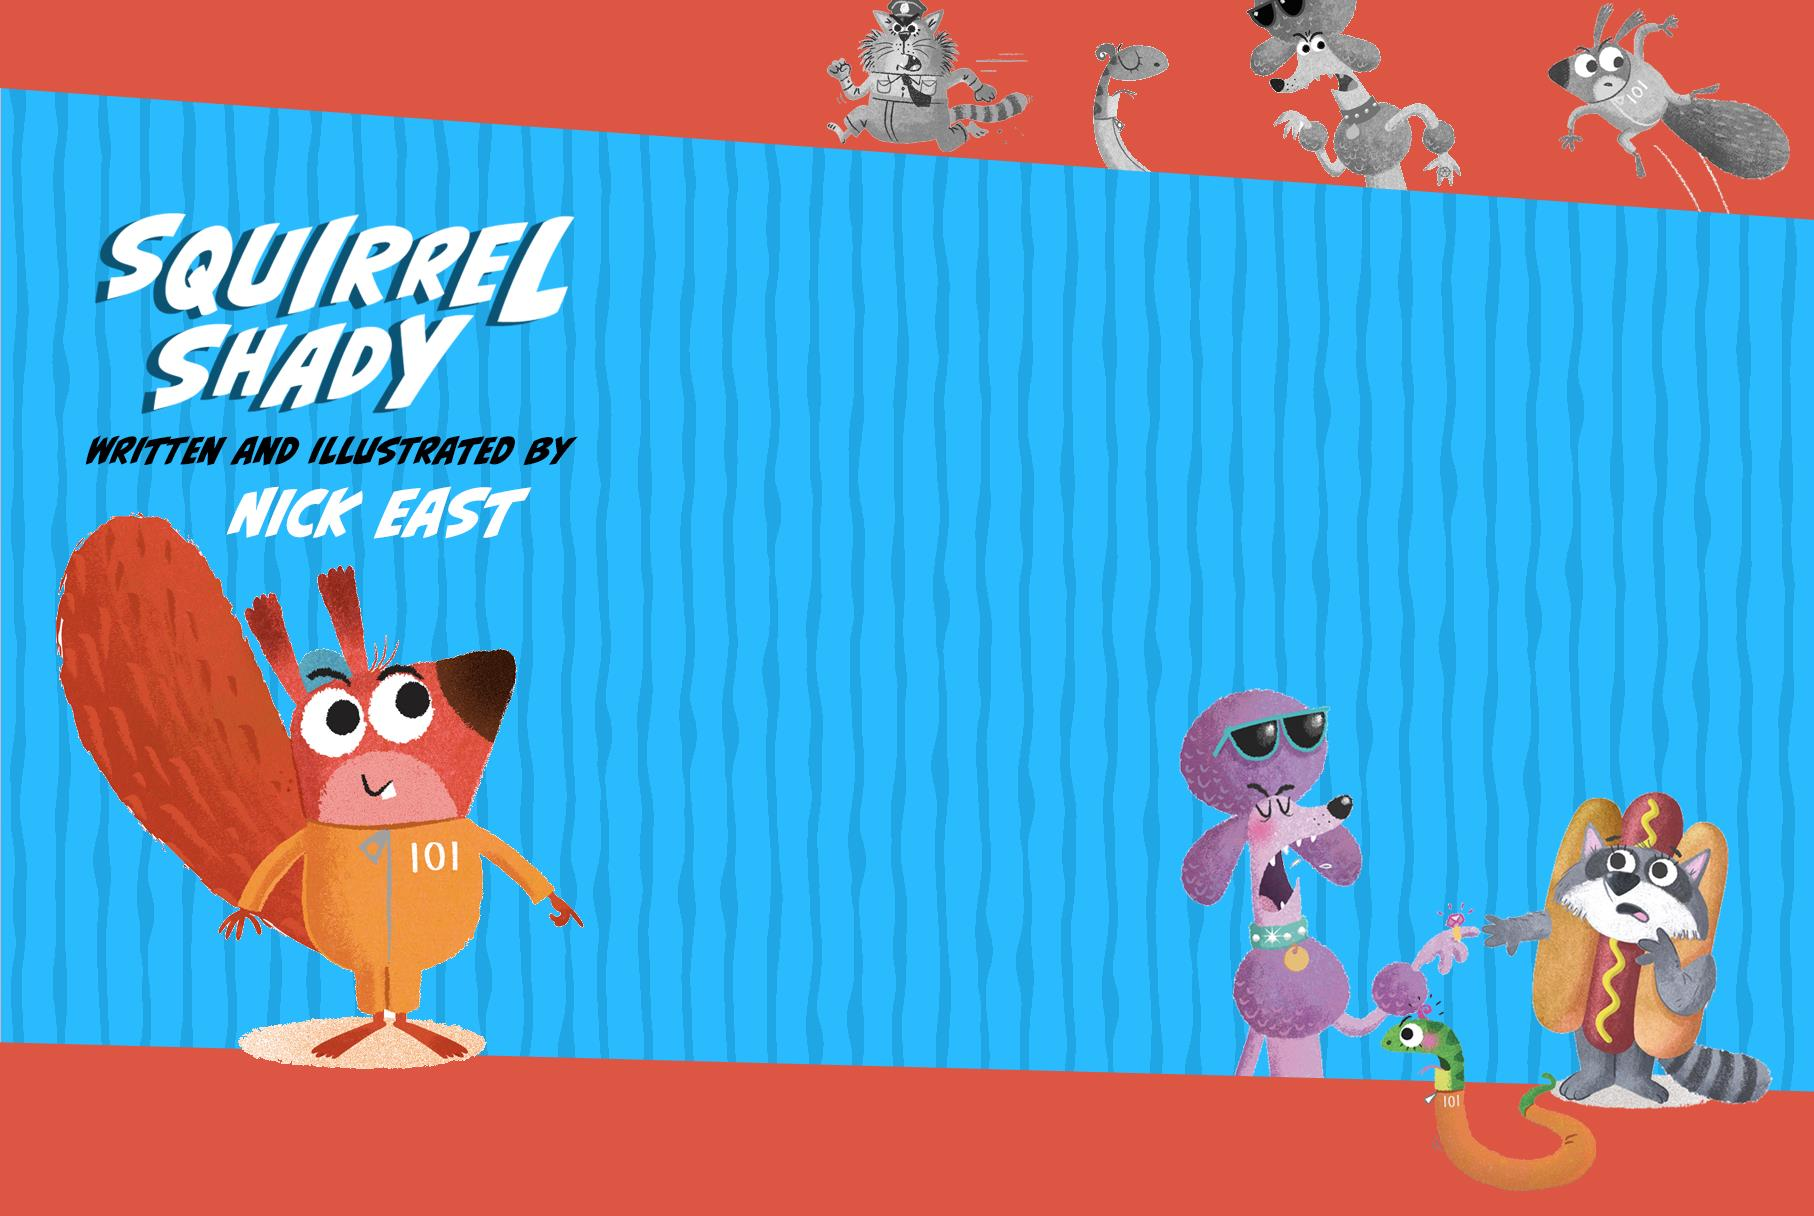 101
SQUIRREL
SHADY
WRITTEN AND ILLUSTRATED BY
NICK EAST
101
101